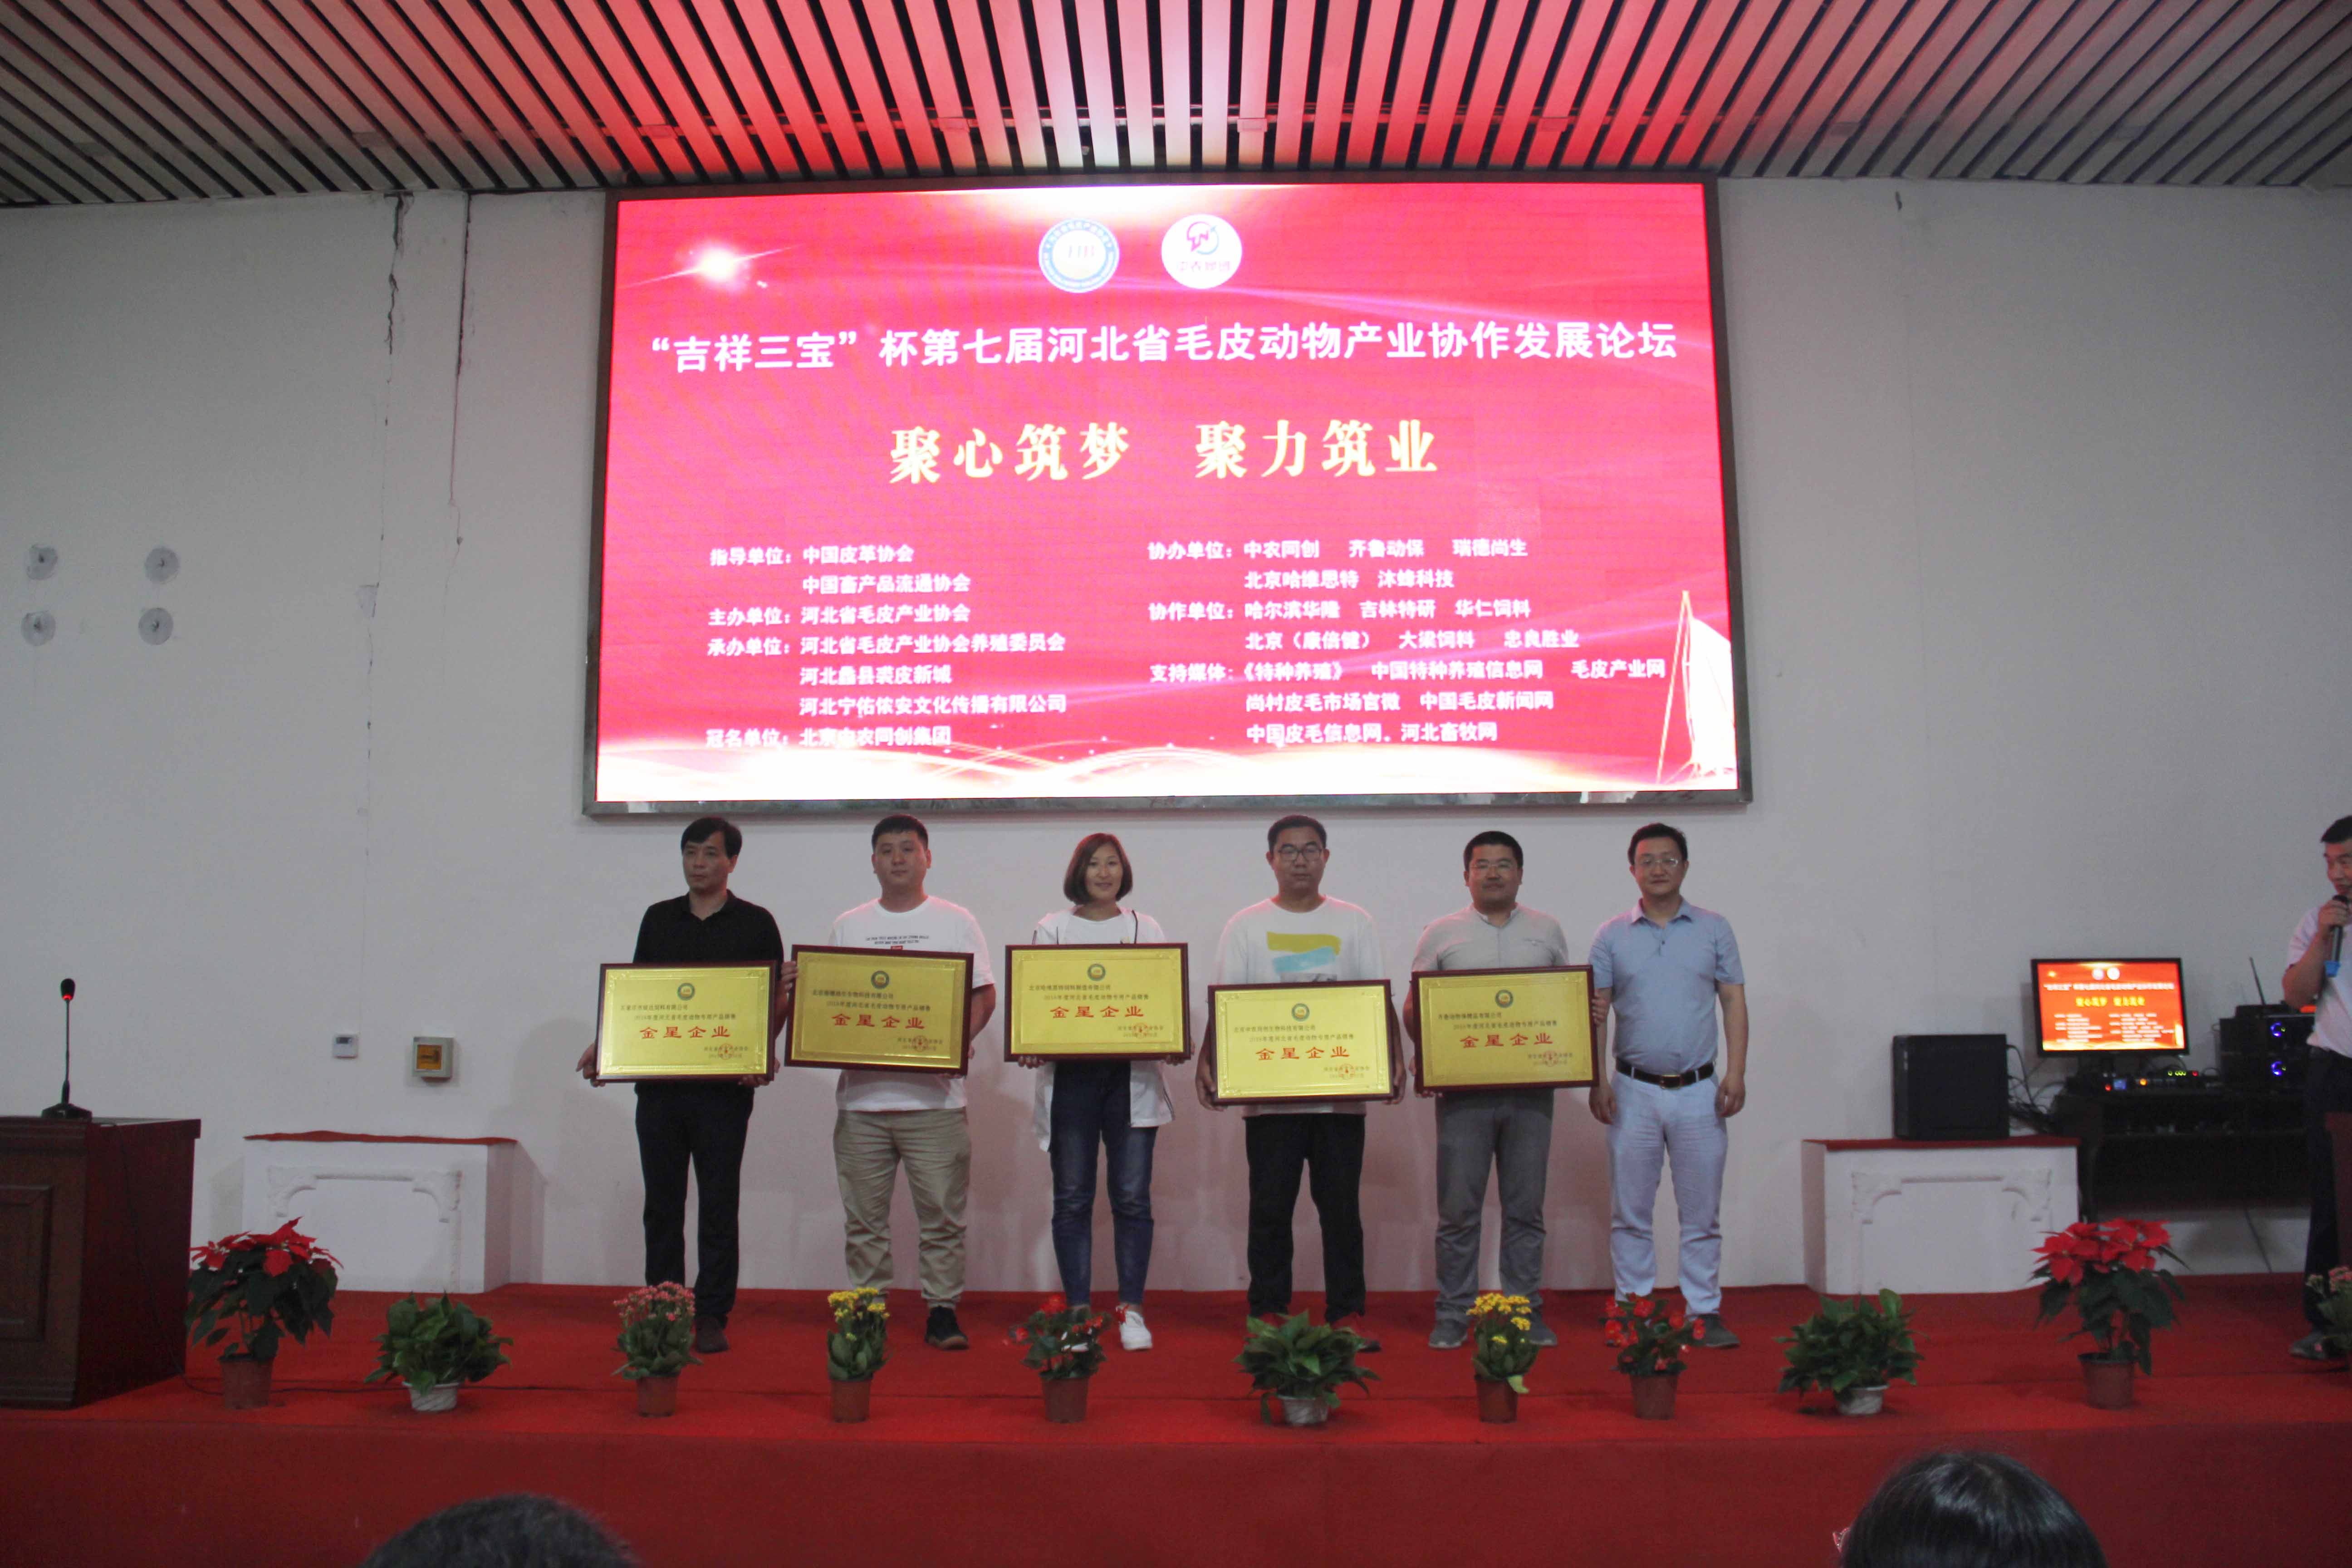 “吉祥三宝”杯第七届河北省毛皮动物产业协作发展论坛
聚心筑梦 聚力筑业
指导单位：中国皮革协会
中国畜产品流通协会
主办单位：河北省毛皮产业协会
承办单位：河北省毛皮产业协会养殖委员会
河北蠡县裘皮新城
河北宁佑侬安文化传播有限公司
冠名单位：北京中农同创集团
协办单位：中农同创 齐鲁动保 瑞德尚生
北京哈维恩特 沐蜂科技
协作单位：哈尔滨华隆 吉林特研 华仁饲料
北京（康倍健） 大梁饲料 忠良胜业
支持媒体：《特种养殖》 中国特种养殖信息网 毛皮产业网
尚村皮毛市场官微 中国毛皮新闻网
中国皮毛信息网。河北畜牧网
金星企业
金星企业
金星企业
金星企业
金星企业
聚心筑梦 聚力筑业